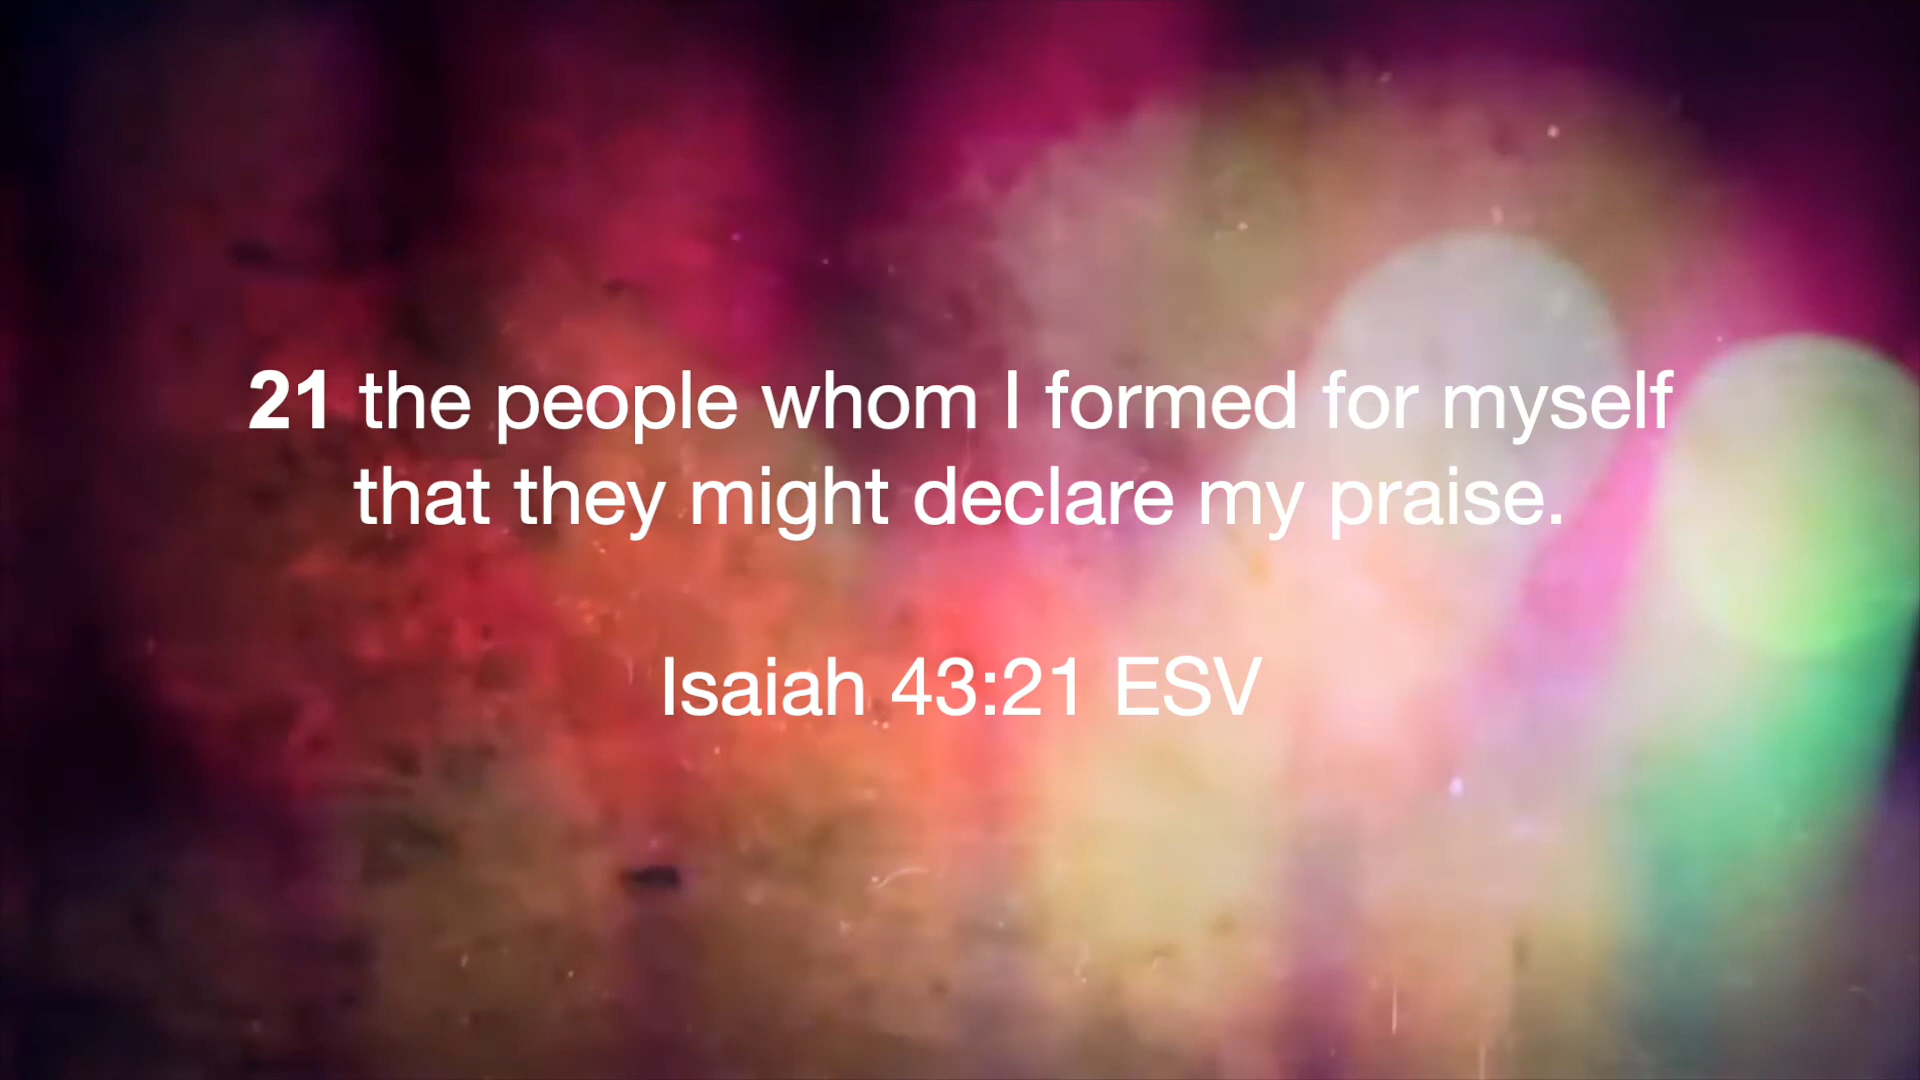 21 the people whom I formed for myself
that they might declare my praise.
Isaiah 43:21 ESV